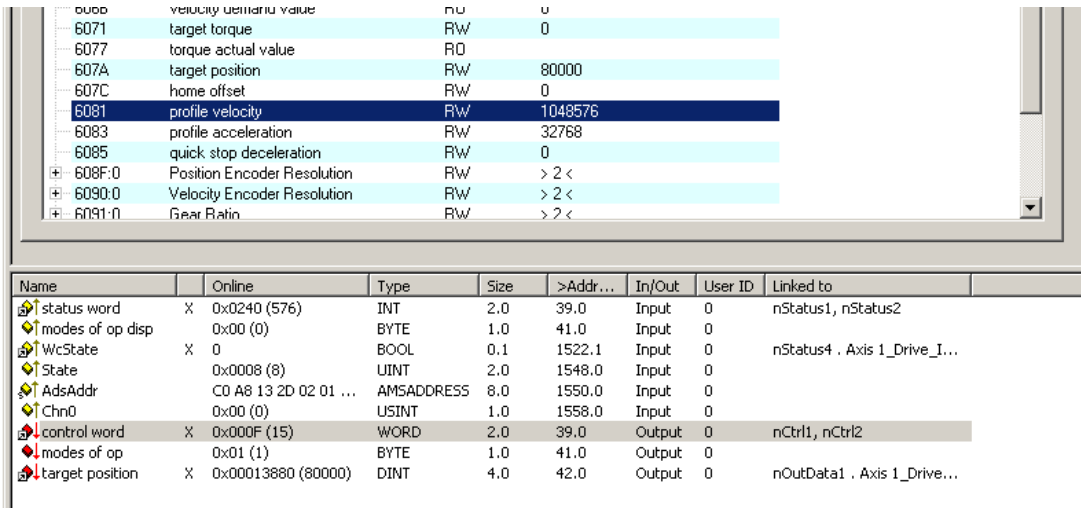 606B velocity demand value RO 0
6071 target torque RW 0
6077 torque actual value RO
607A target position RW 80000
607C home offset RW 0
6081 profile velocity RW 1048576
6083 profile acceleration RW 32768
6085 quick stop deceleration RW 0
608F:0 Position Encoder Resolution RW > 2 <
6090:0 Velocity Encoder Resolution RW > 2 <
6091:0 Gear Ratio RW > 2 <
Name Online Type Size >Addr... In/Out User ID Linked to
status word X 0x0240 (576) INT 2.0 39.0 Input 0 nStatus1, nStatus2
modes of op disp 0x00 (0) BYTE 1.0 41.0 Input 0
WcState X 0 BOOL 0.1 1522.1 Input 0 nStatus4 . Axis 1_Drive_I...
State 0x0008 (8) UINT 2.0 1548.0 Input 0
AdsAddr C0 A8 13 2D 02 01 ... AMSADDRESS 8.0 1550.0 Input 0
Chn0 0x00 (0) USINT 1.0 1558.0 Input 0
control word X 0x000F (15) WORD 2.0 39.0 Output 0 nCtrl1, nCtrl2
modes of op 0x01 (1) BYTE 1.0 41.0 Output 0
target position X 0x00013880 (80000) DINT 4.0 42.0 Output 0 nOutData1 . Axis 1_Drive...